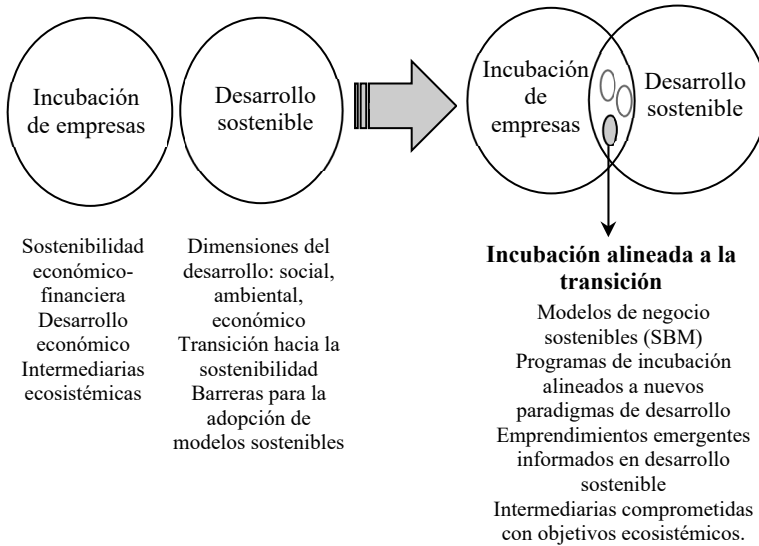 Incubación
de empresas
Desarrollo
sostenible
Incubación
de
empresas
Desarrollo
sostenible
Sostenibilidad
económico-
financiera
Desarrollo
económico
Intermediarias
ecosistémicas
Dimensiones del
desarrollo: social,
ambiental,
económico
Transición hacia la
sostenibilidad
Barreras para la
adopción de
modelos sostenibles
Incubación alineada a la
transición
Modelos de negocio
sostenibles (SBM)
Programas de incubación
alineados a nuevos
paradigmas de desarrollo
Emprendimientos emergentes
informados en desarrollo
sostenible
Intermediarias comprometidas
con objetivos ecosistémicos.